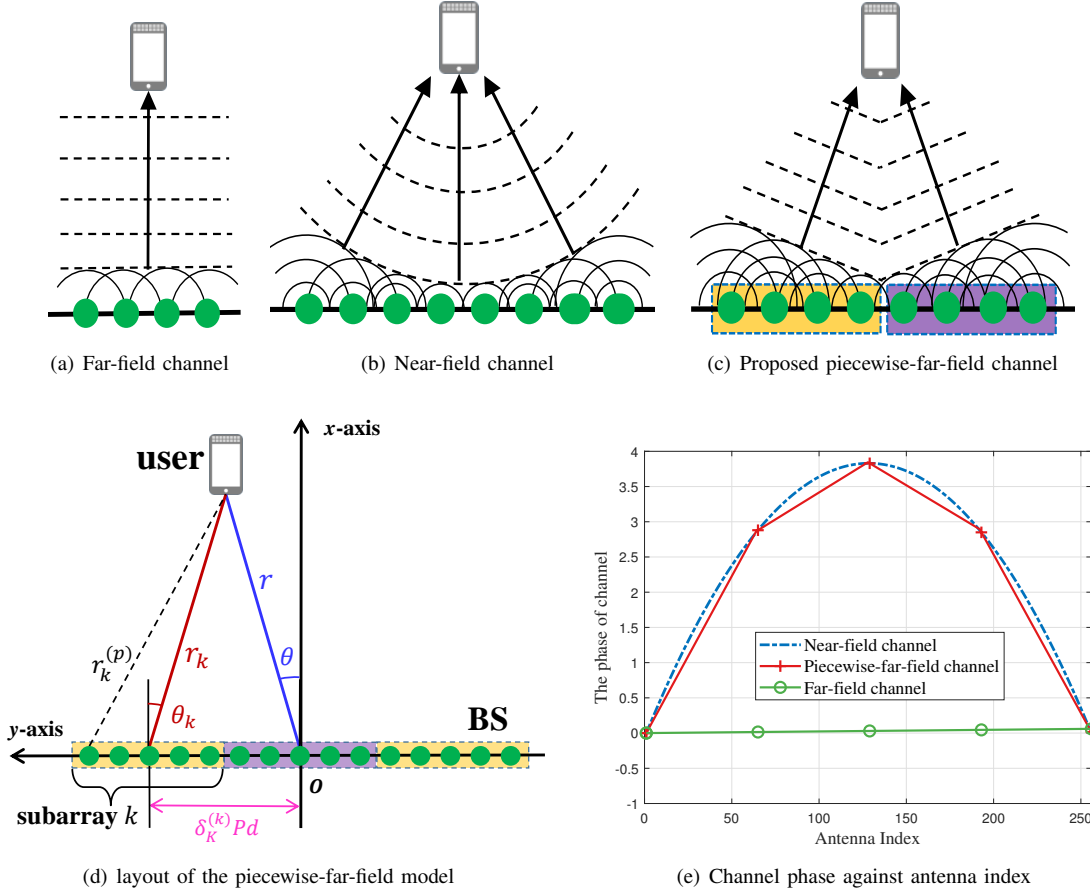 (a) Far-field channel
(b) Near-field channel
(c) Proposed piecewise-far-field channel
x-axis
user
r
r_k^{(p)}
r_k
θ
θ_k
y-axis
BS
O
subarray k
δ_K^{(k)}Pd
(d) layout of the piecewise-far-field model
4
3.5
3
2.5
2
1.5
1
0.5
0
-0.5
-1
The phase of channel
Near-field channel
Piecewise-far-field channel
Far-field channel
0 50 100 150 200 250
Antenna Index
(e) Channel phase against antenna index